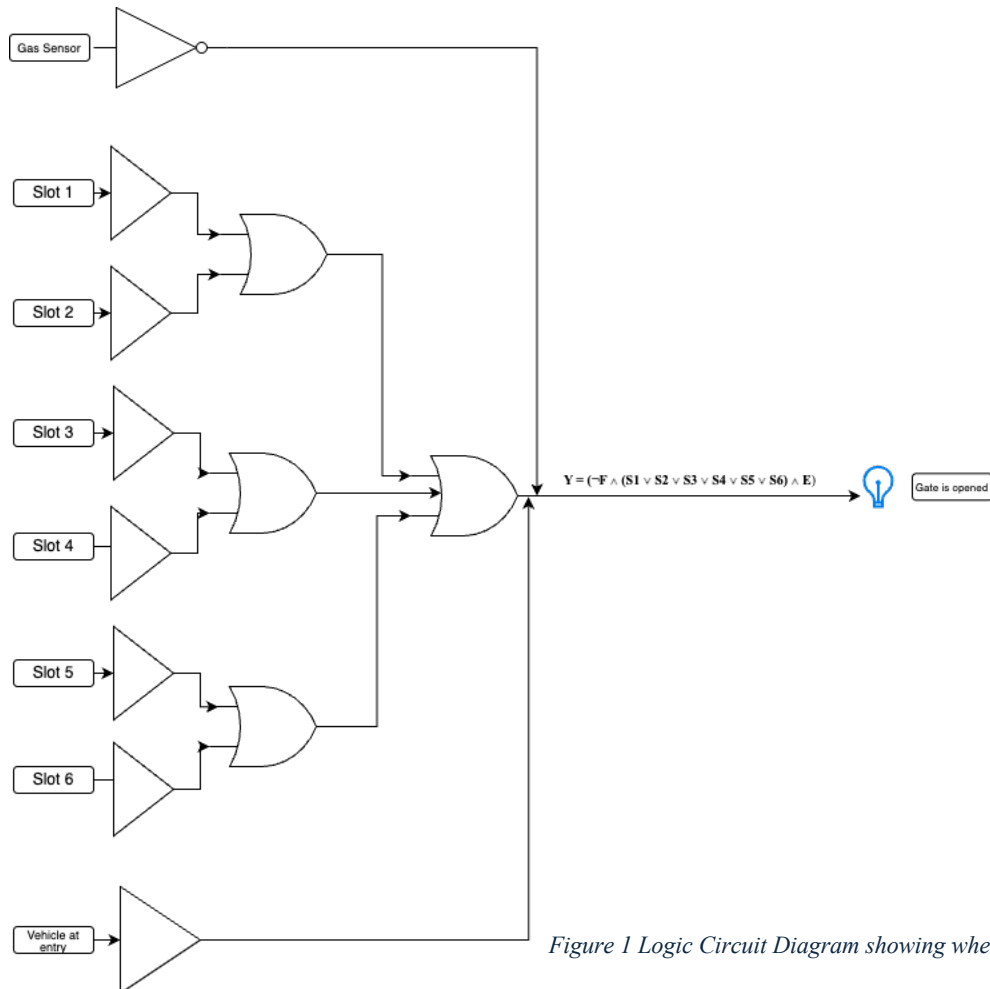 Gas Sensor
Slot 1
Slot 2
Slot 3
Slot 4
Slot 5
Slot 6
Vehicle at
entry
Y = (¬F ∧ (S1 ∨ S2 ∨ S3 ∨ S4 ∨ S5 ∨ S6) ∧ E)
Gate is opened
Figure 1 Logic Circuit Diagram showing whe